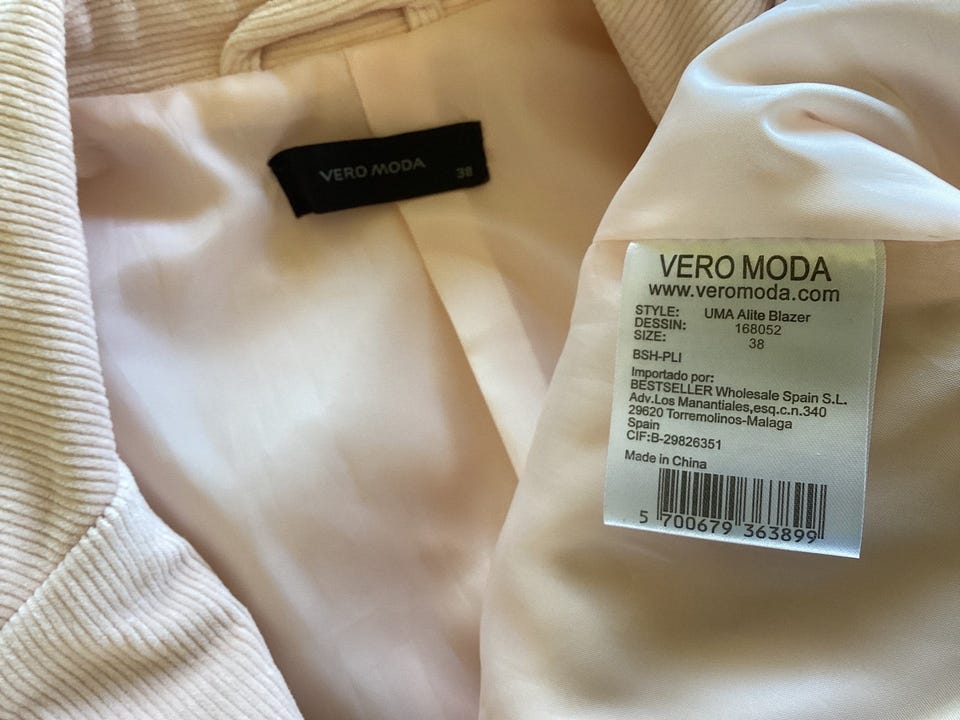 VERO MODA
38
VERO MODA
www.veromoda.com
STYLE: UMA Alite Blazer
DESSIN: 168052
SIZE: 38
BSH-PLI
Importado por:
BESTSELLER Wholesale Spain S.L.
Adv.Los Manantiales,esq.c.n.340
29620 Torremolinos-Malaga
Spain
CIF:B-29826351
Made in China
5 700679 363899